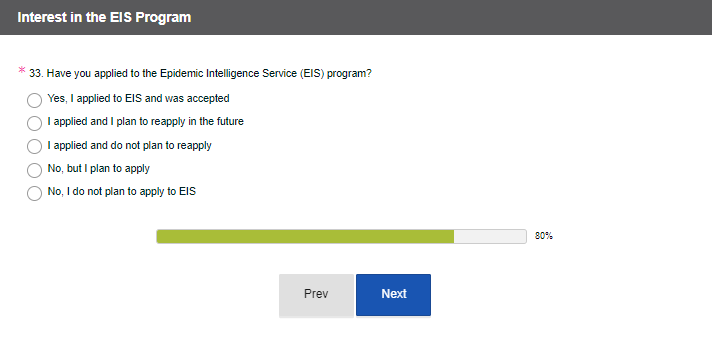 Interest in the EIS Program
* 33. Have you applied to the Epidemic Intelligence Service (EIS) program?
Yes, I applied to EIS and was accepted
I applied and I plan to reapply in the future
I applied and do not plan to reapply
No, but I plan to apply
No, I do not plan to apply to EIS
80%
Prev Next